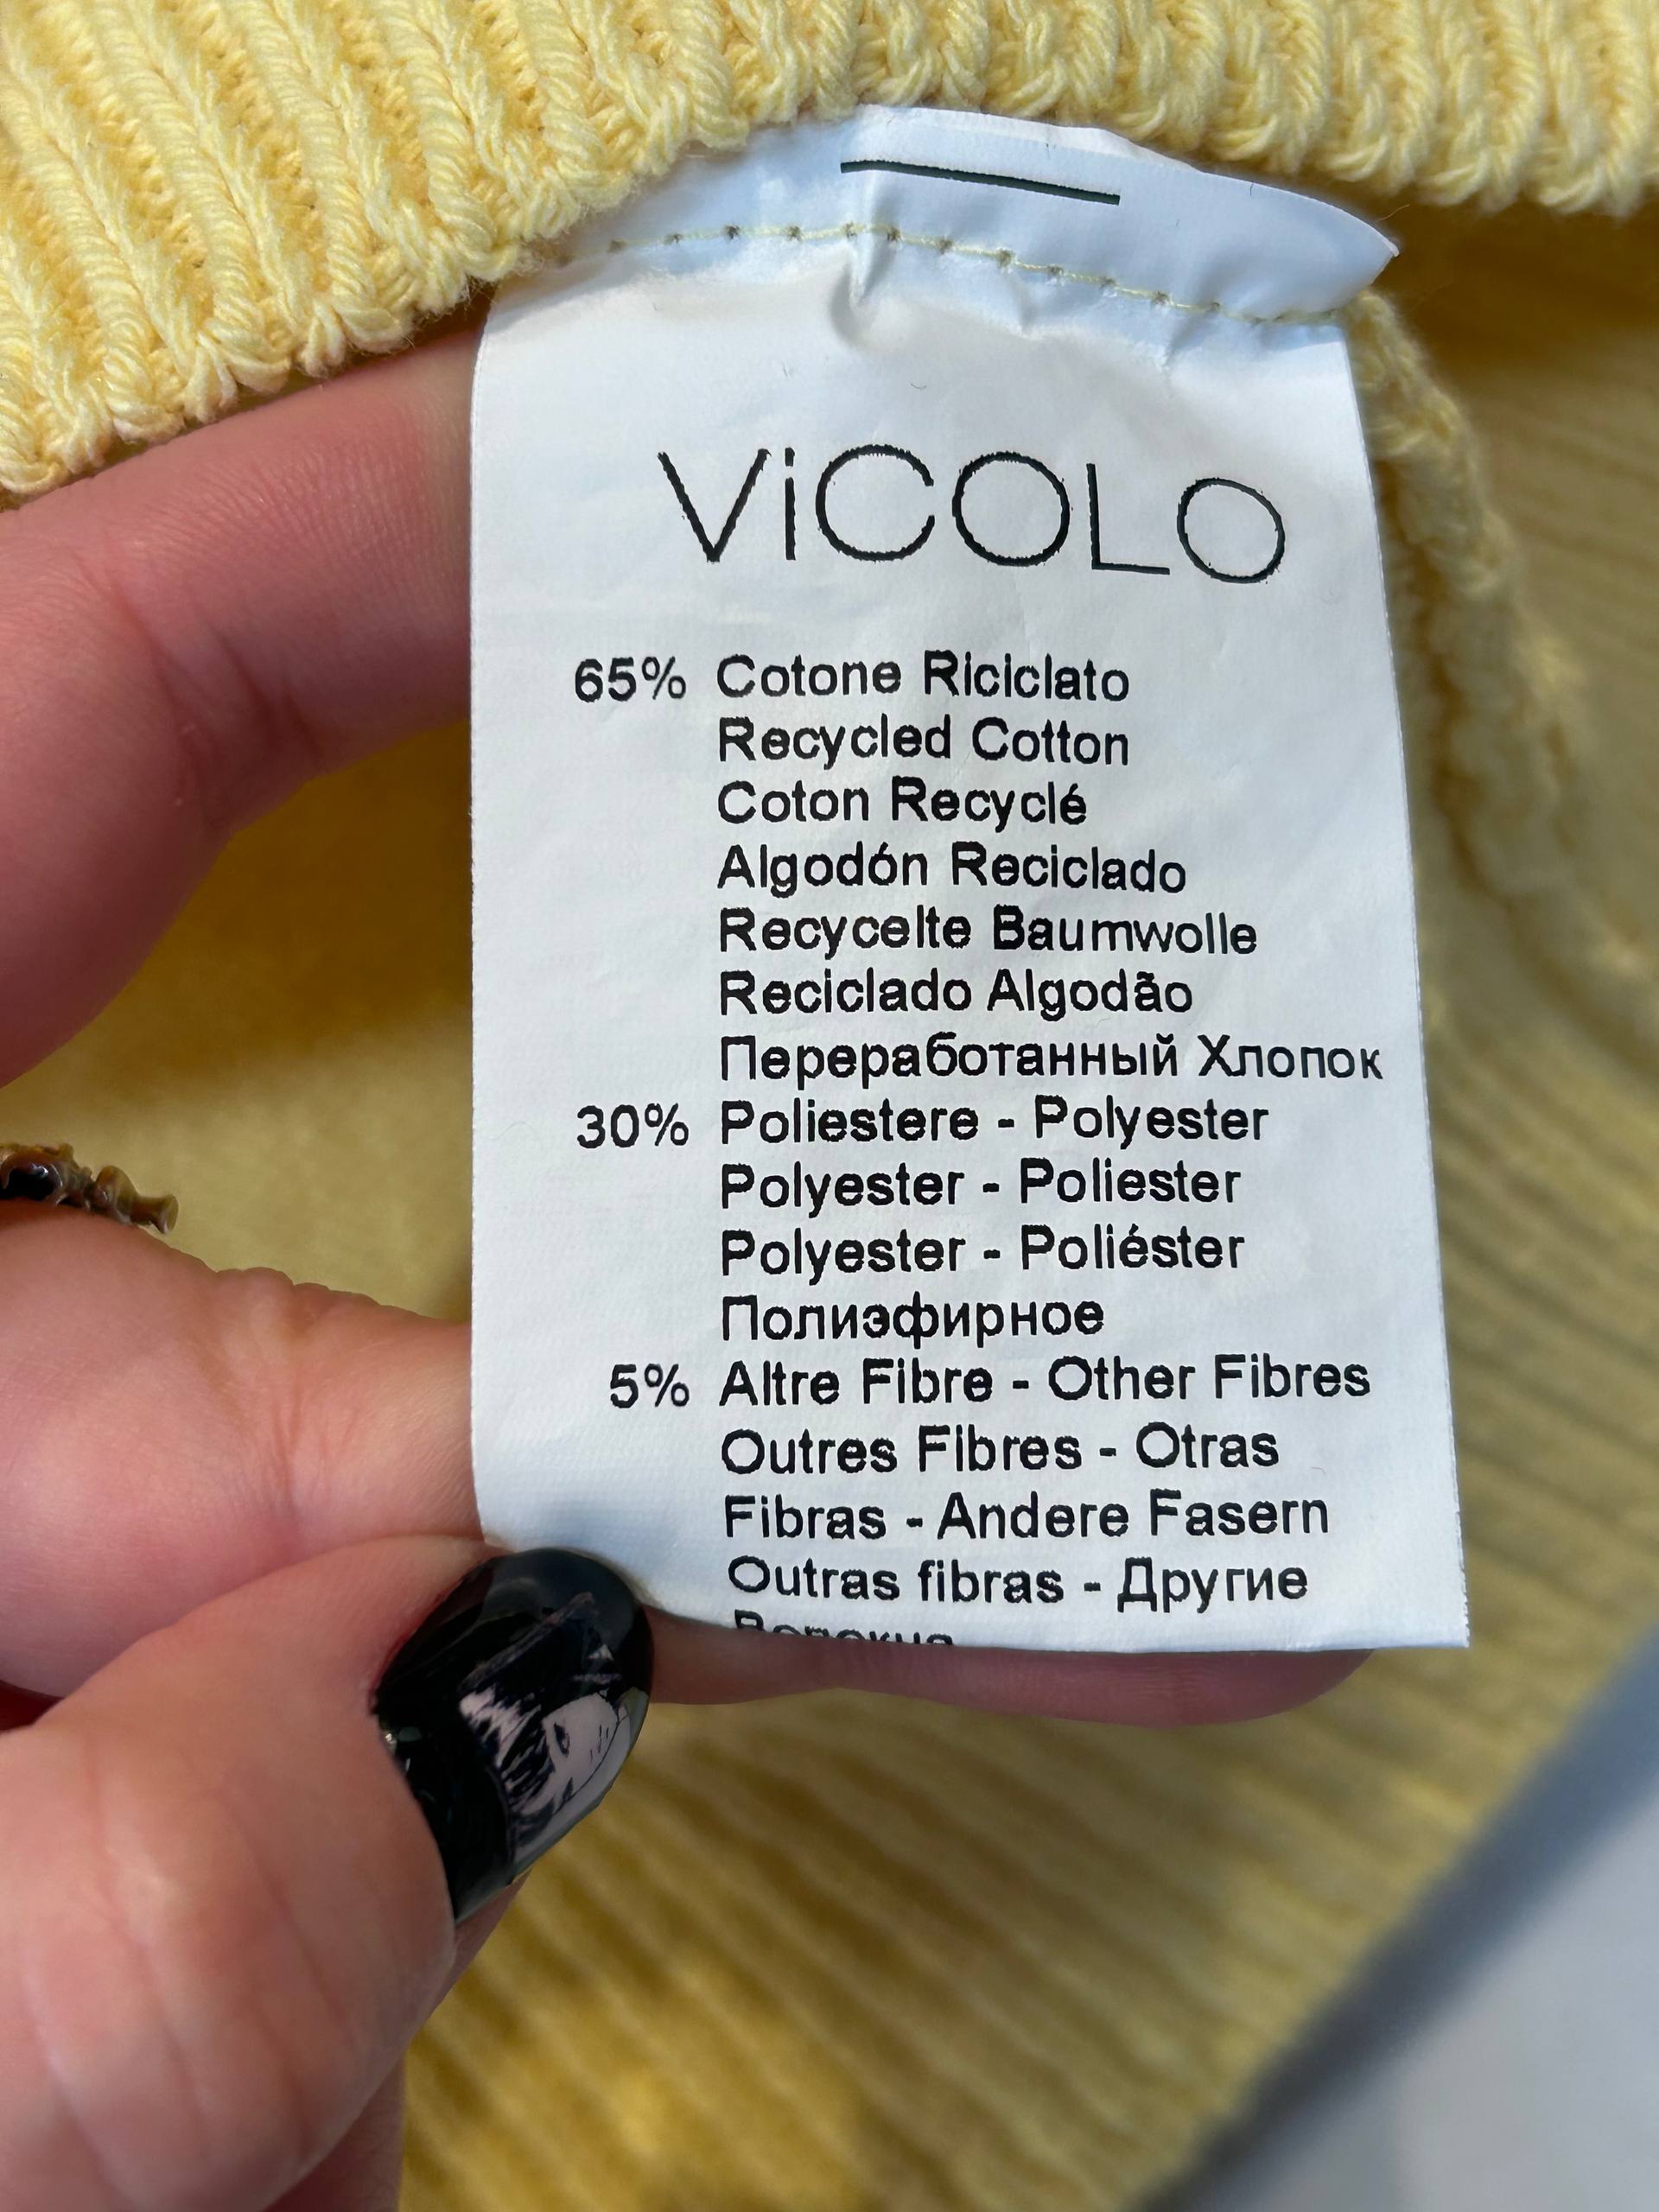 ViCOLO
65% Cotone Riciclato
Recycled Cotton
Coton Recyclé
Algodón Reciclado
Recycelte Baumwolle
Reciclado Algodão
Переработанный Хлопок
30% Poliestere - Polyester
Polyester - Poliester
Polyester - Poliéster
Полиэфирное
5% Altre Fibre - Other Fibres
Outres Fibres - Otras
Fibras - Andere Fasern
Outras fibras - Другие